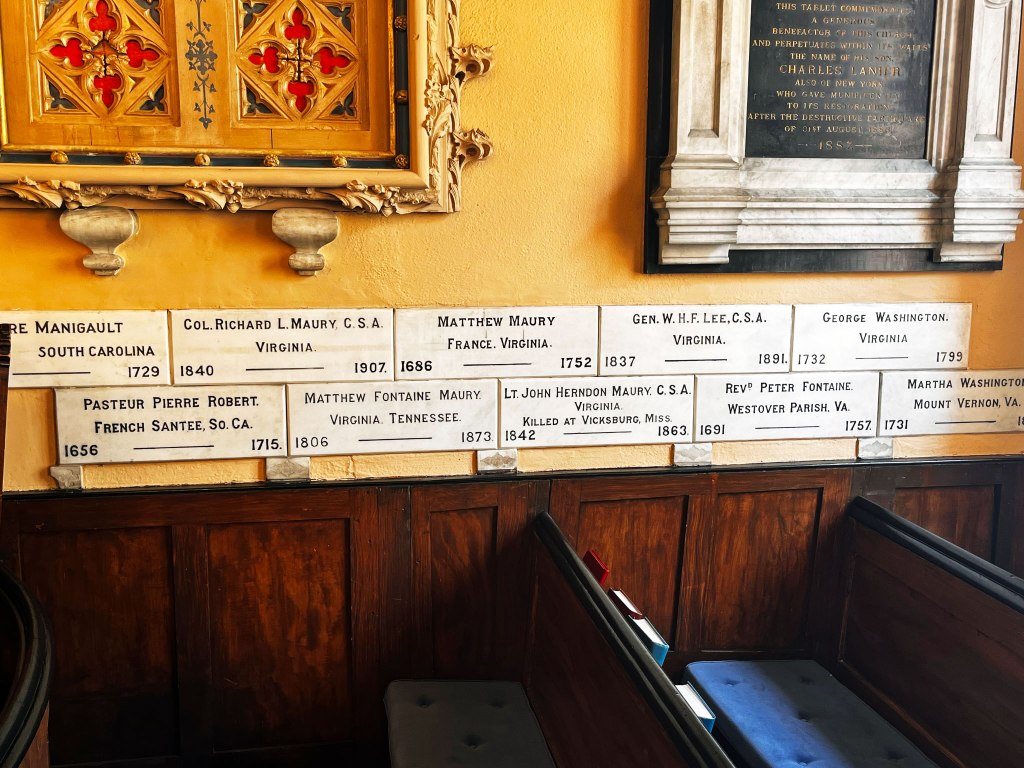 THIS TABLET COMMEMORATES
A GENEROUS
BENEFACTOR OF THIS CHURCH
AND PERPETUATES WITHIN ITS WALLS
THE NAME OF HIS SON,
CHARLES LANIER
ALSO OF NEW YORK
WHO GAVE
TO ITS RESTORATION
AFTER THE DESTRUCTIVE EARTHQUAKE
OF 31ST AUGUST
RE MANIGAULT
SOUTH CAROLINA
1729
COL. RICHARD L. MAURY, C.S.A.
VIRGINIA.
1840 1907.
MATTHEW MAURY
FRANCE. VIRGINIA.
1686 1752
GEN. W.H.F. LEE, C.S.A.
VIRGINIA.
1837 1891.
GEORGE WASHINGTON.
VIRGINIA
1732 1799
PASTEUR PIERRE ROBERT.
FRENCH SANTEE, SO. CA.
1656 1715.
MATTHEW FONTAINE MAURY.
VIRGINIA. TENNESSEE.
1806 1873.
LT. JOHN HERNDON MAURY, C.S.A.
VIRGINIA.
KILLED AT VICKSBURG, MISS.
1842 1863.
REVD PETER FONTAINE.
WESTOVER PARISH, VA.
1691 1757.
MARTHA WASHINGTO
MOUNT VERNON, VA.
1731